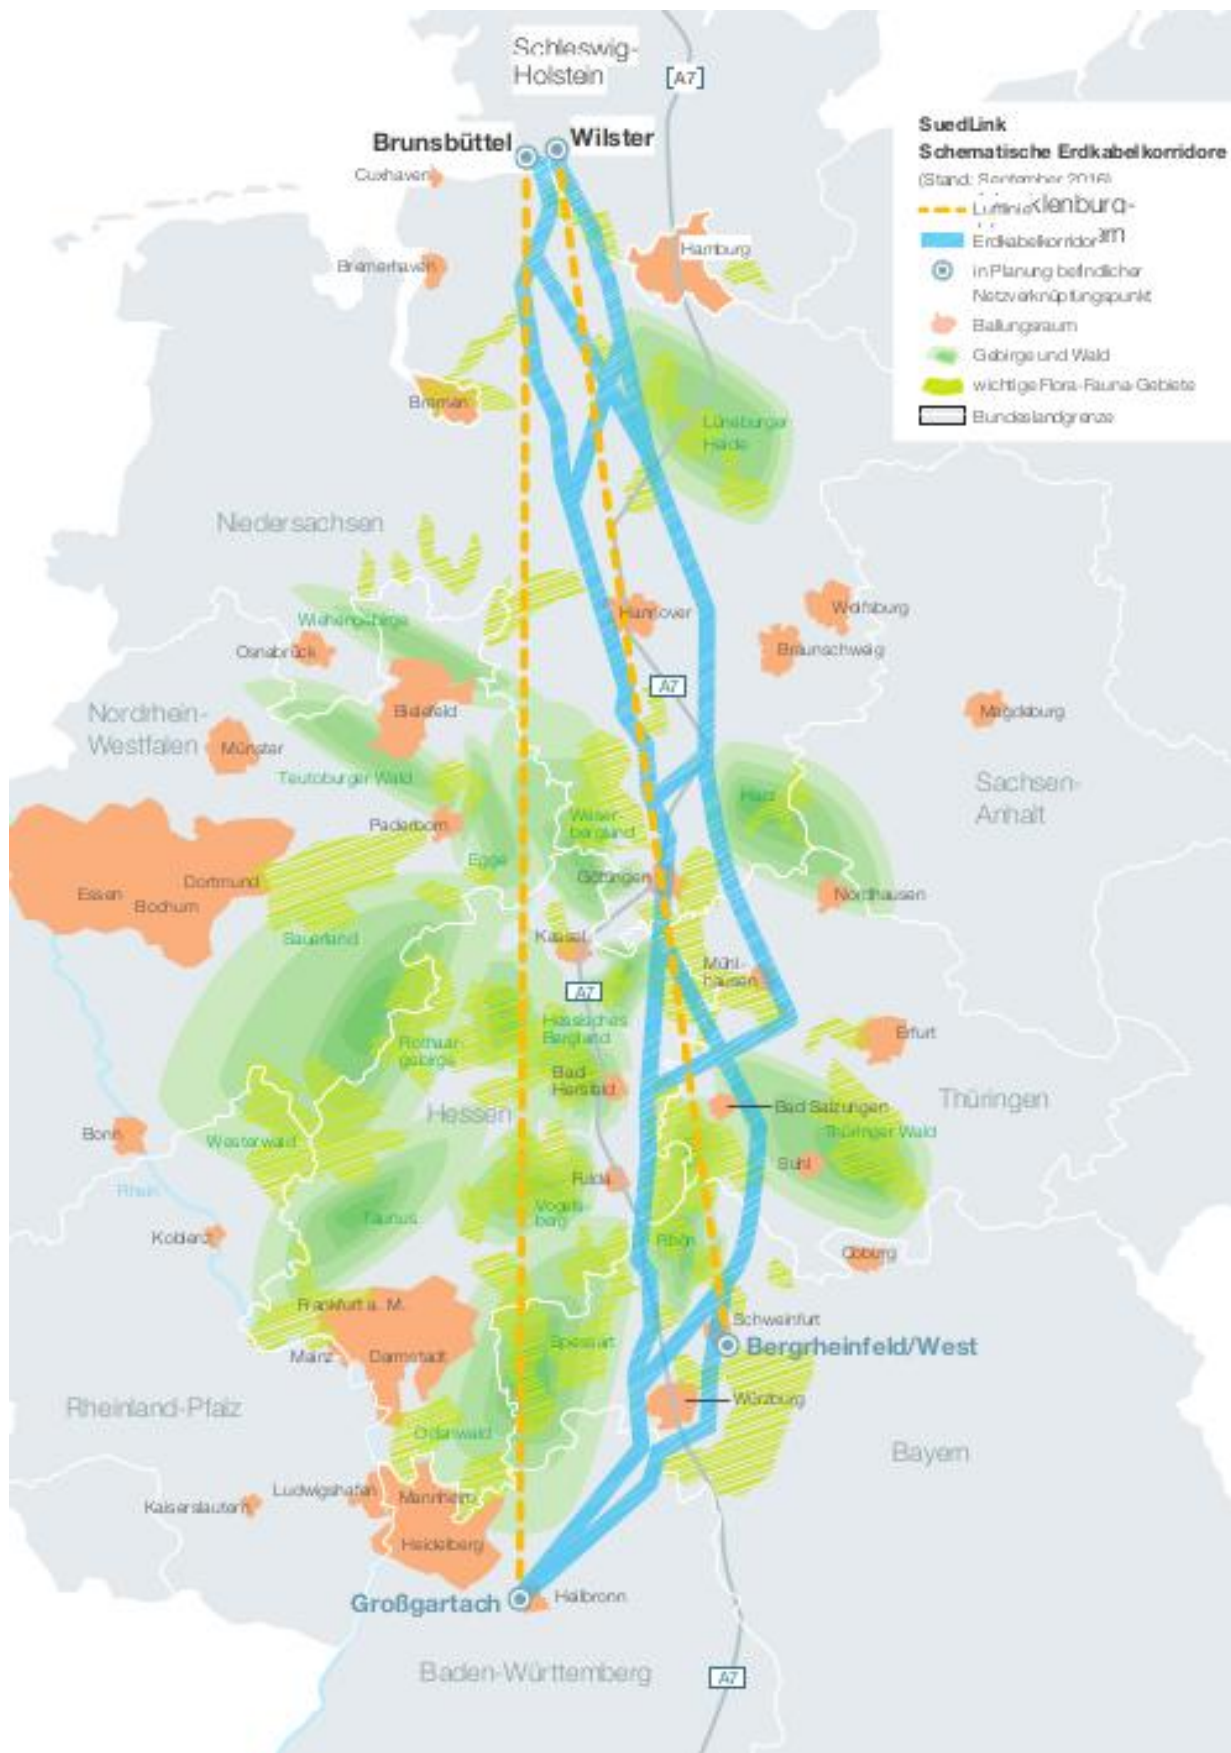 Schleswig-
Holstein
[A7]
Brunsbüttel
Wilster
Cuxhaven
Bremerhaven
Hamburg
SuedLink
Schematische Erdkabelkorridore
(Stand: September 2016)
Luftlinie
klenburg-
Erdkabelkorridor
in Planung befindlicher
Netzverknüpfungspunkt
Ballungsraum
Gebirge und Wald
wichtige Flora-Fauna-Gebiete
Bundeslandgrenze
Bremen
Lüneburger
Heide
Niedersachsen
Wiehengebirge
Hannover
Wolfsburg
Osnabrück
Braunschweig
A7
Nordrhein-
Westfalen
Bielefeld
Magdeburg
Münster
Teutoburger Wald
Sachsen-
Anhalt
Harz
Paderborn
Weser-
bergland
Egge
Göttingen
Essen
Dortmund
Bochum
Nordhausen
Sauerland
Kassel
Mühl-
hausen
A7
Hessisches
Bergland
Rothaar-
gebirge
Erfurt
Bad
Hersfeld
Hessen
Bad Salzungen
Thüringen
Bonn
Westerwald
Thüringer Wald
Suhl
Rhein
Fulda
Taunus
Vogels-
berg
Koblenz
Rhön
Coburg
Frankfurt a. M.
Schweinfurt
Spessart
Bergrheinfeld/West
Mainz
Darmstadt
Würzburg
Rheinland-Pfalz
Odenwald
Bayern
Ludwigshafen
Mannheim
Kaiserslautern
Heidelberg
Großgartach
Heilbronn
Baden-Württemberg
A7